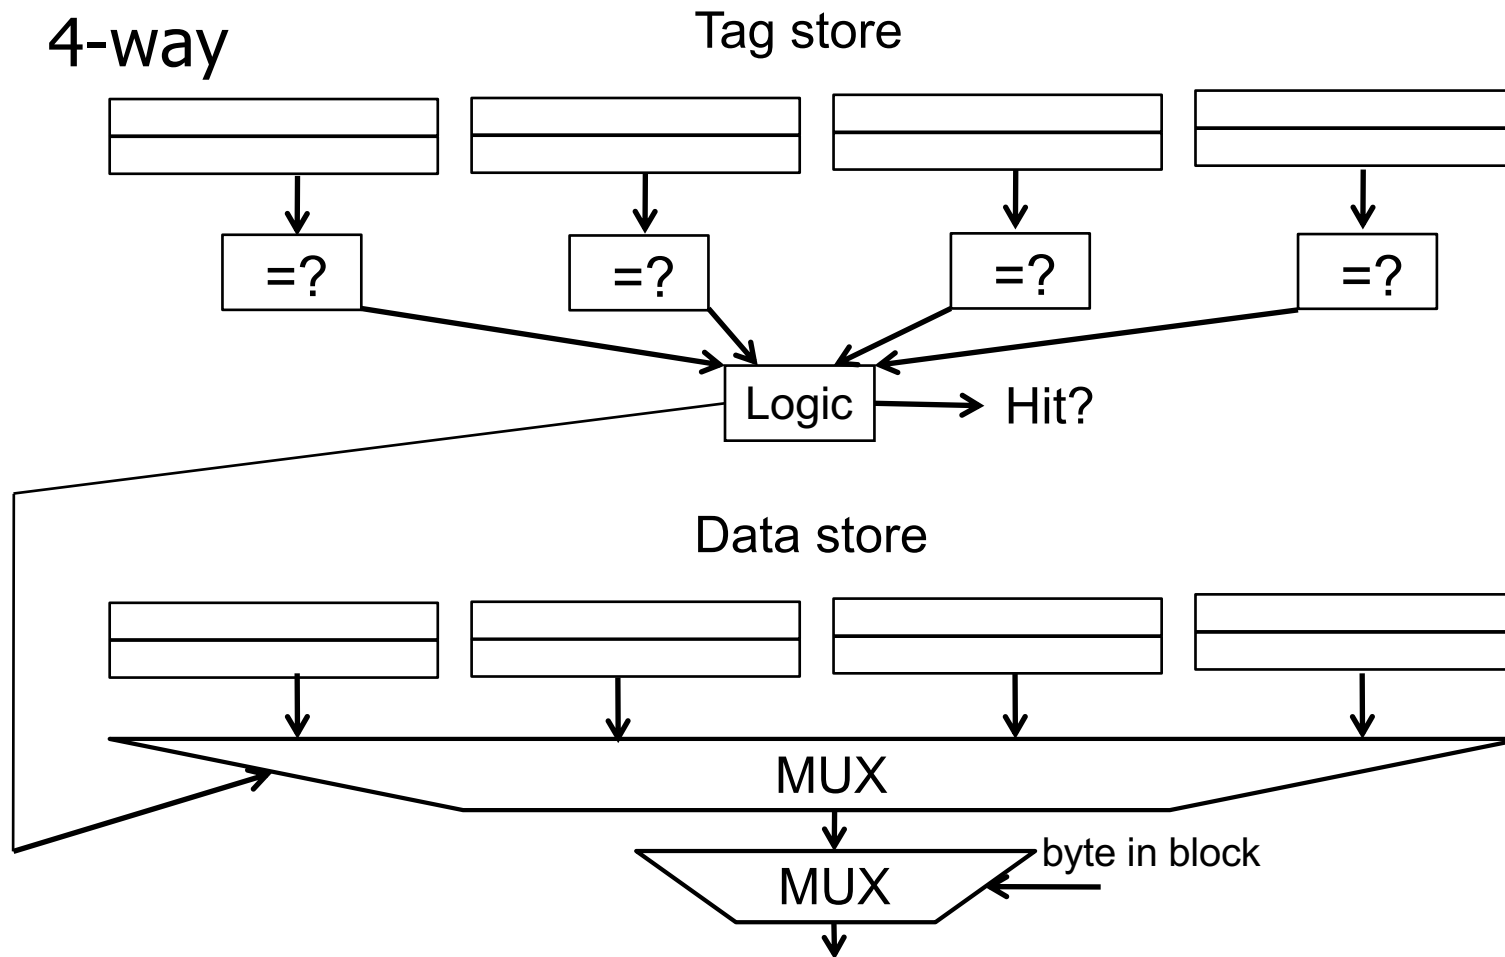 4-way
Tag store
=?
=?
=?
=?
Logic
Hit?
Data store
MUX
byte in block
MUX